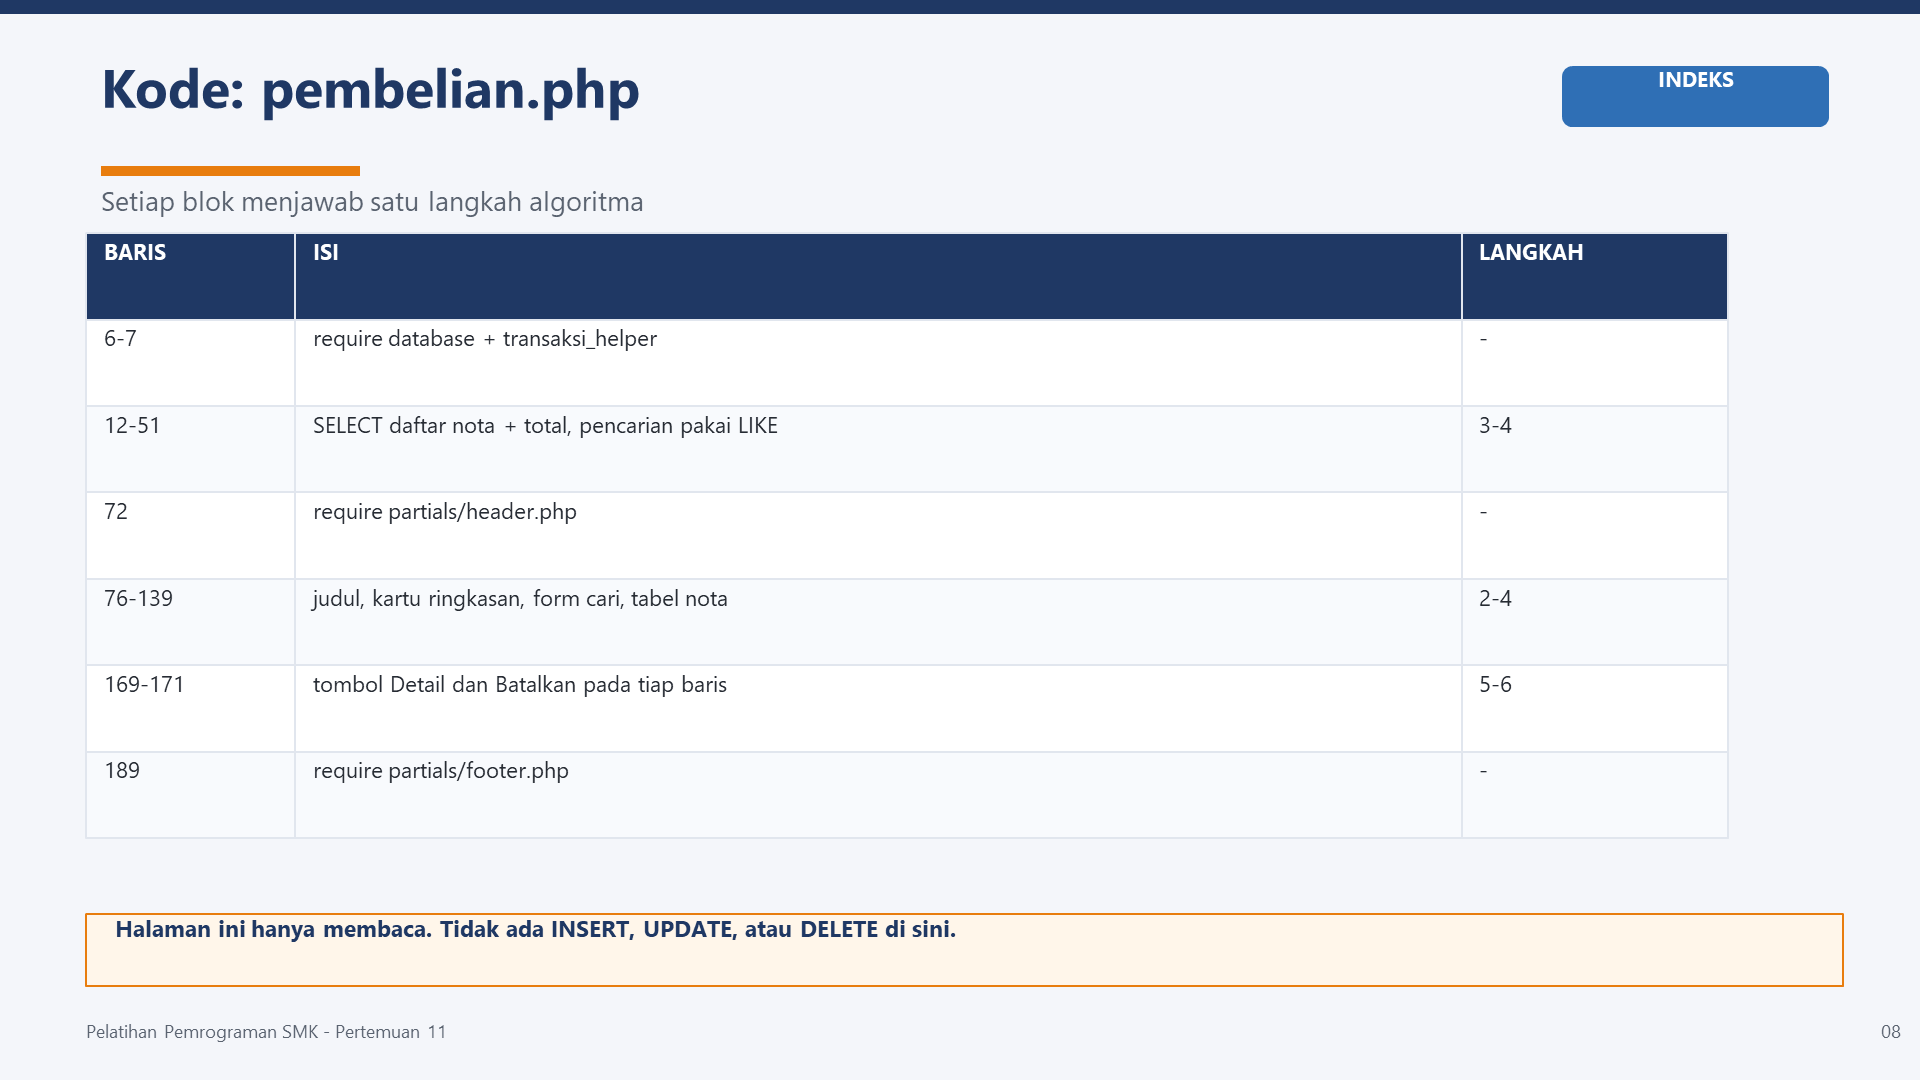 Kode: pembelian.php
INDEKS
Setiap blok menjawab satu langkah algoritma
BARIS ISI LANGKAH
6-7 require database + transaksi_helper -
12-51 SELECT daftar nota + total, pencarian pakai LIKE 3-4
72 require partials/header.php -
76-139 judul, kartu ringkasan, form cari, tabel nota 2-4
169-171 tombol Detail dan Batalkan pada tiap baris 5-6
189 require partials/footer.php -
Halaman ini hanya membaca. Tidak ada INSERT, UPDATE, atau DELETE di sini.
Pelatihan Pemrograman SMK - Pertemuan 11
08